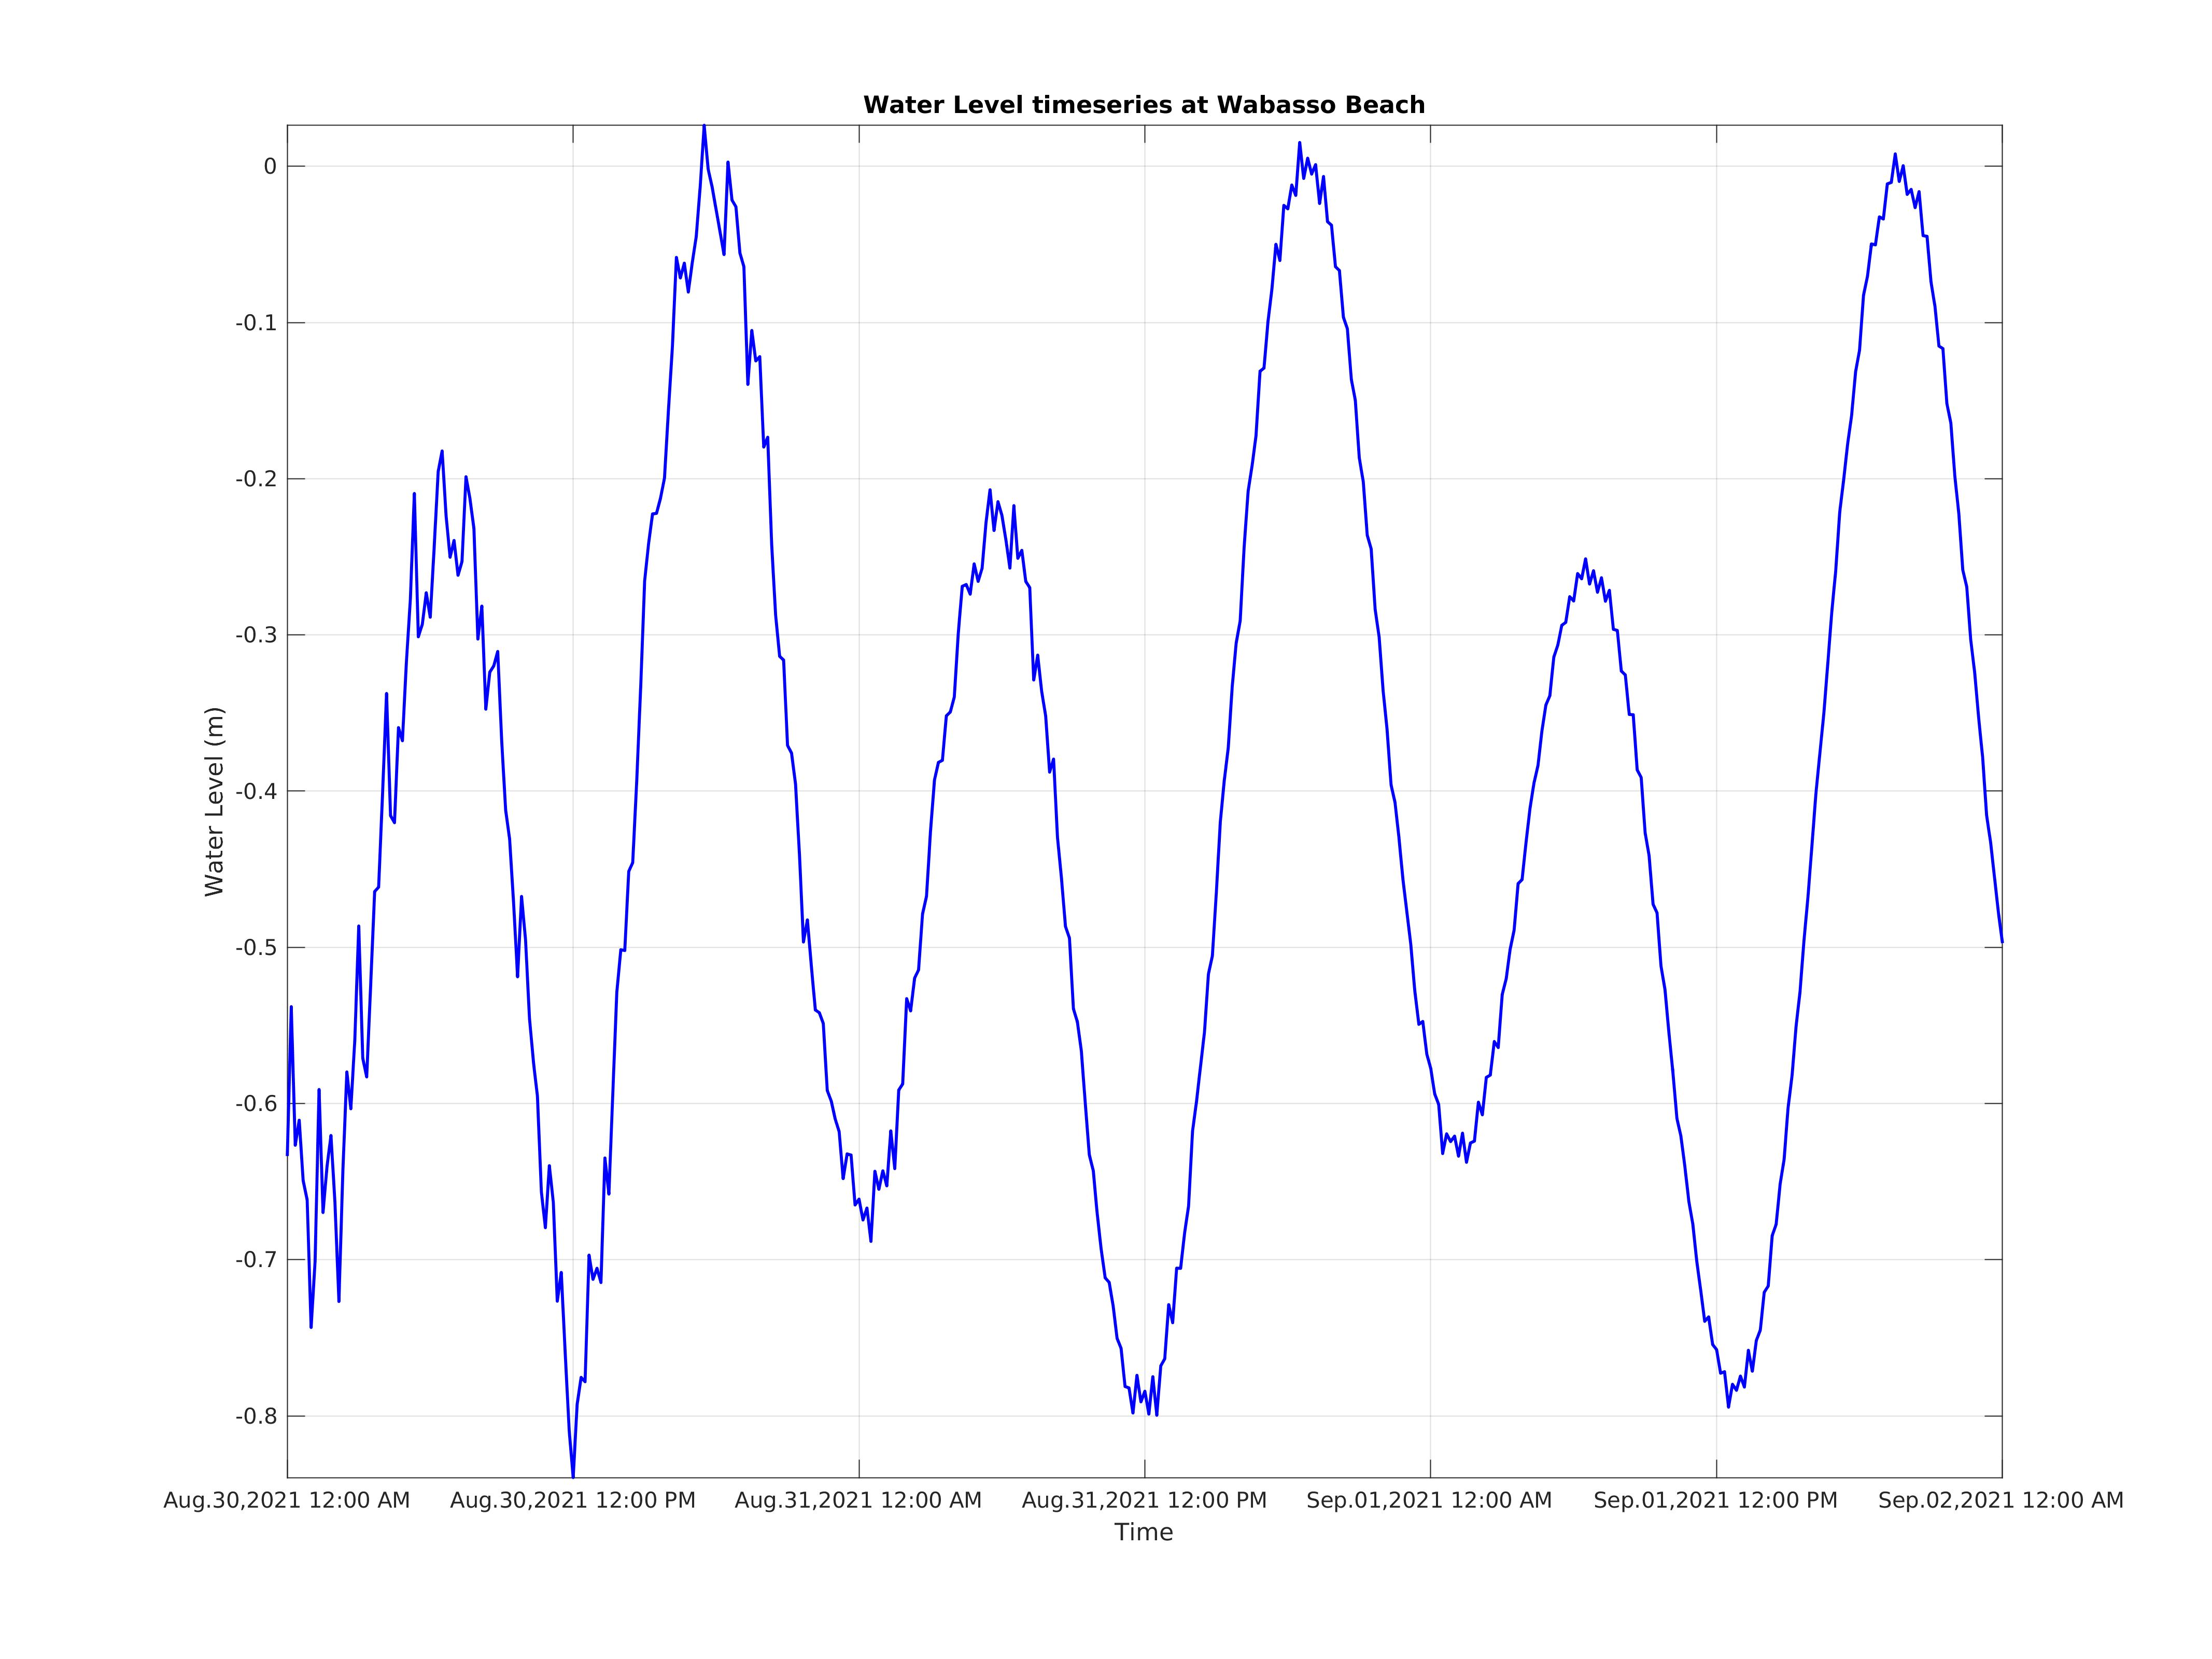 Water Level timeseries at Wabasso Beach
0
-0.1
-0.2
-0.3
-0.4
-0.5
-0.6
-0.7
-0.8
Water Level (m)
Aug.30,2021 12:00 AM
Aug.30,2021 12:00 PM
Aug.31,2021 12:00 AM
Aug.31,2021 12:00 PM
Sep.01,2021 12:00 AM
Sep.01,2021 12:00 PM
Sep.02,2021 12:00 AM
Time